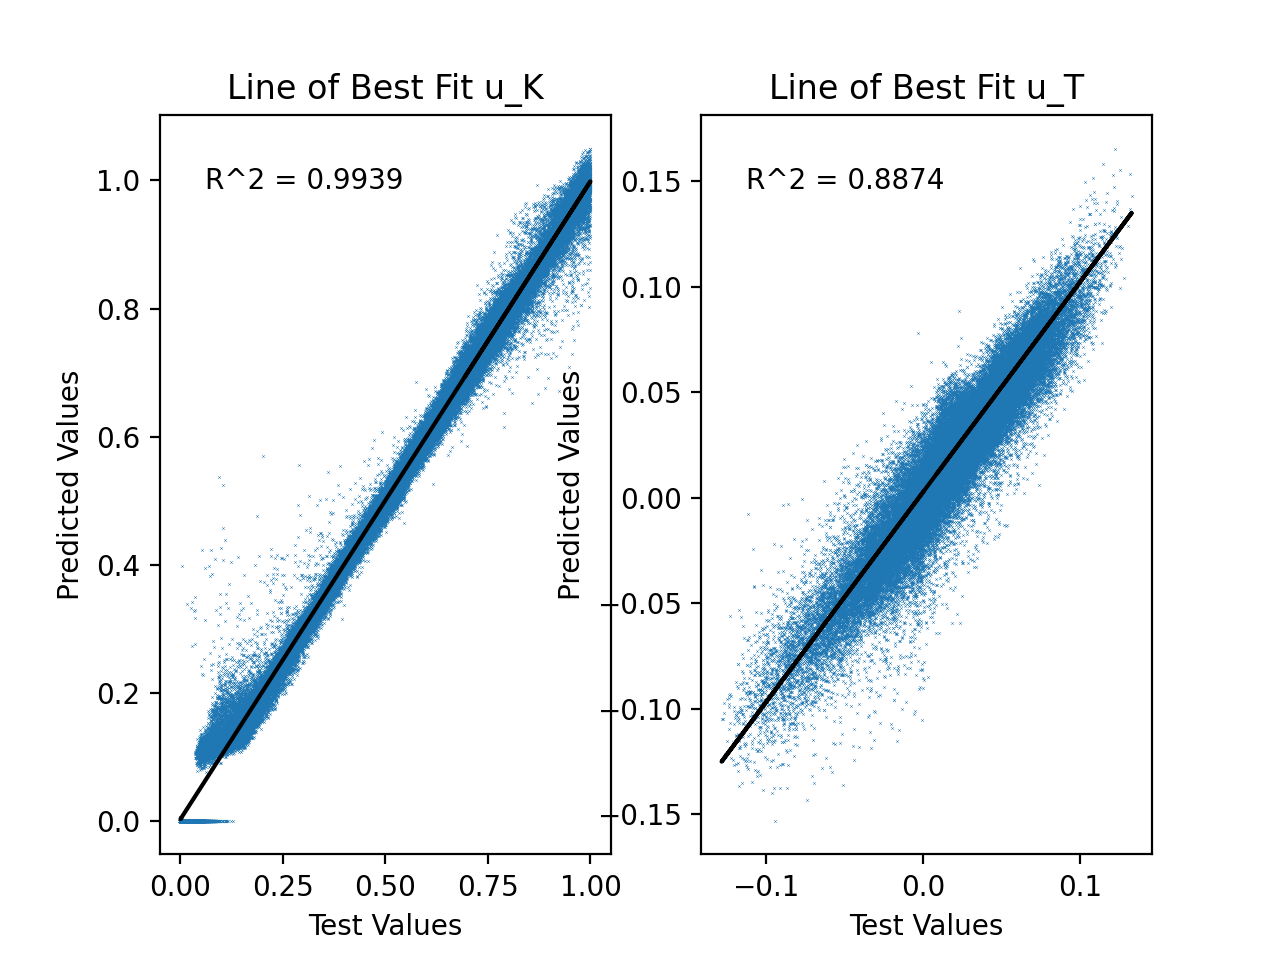 Line of Best Fit u_K
R^2 = 0.9939
1.0
0.8
0.6
0.4
0.2
0.0
Predicted Values
0.00 0.25 0.50 0.75 1.00
Test Values
Line of Best Fit u_T
R^2 = 0.8874
0.15
0.10
0.05
0.00
−0.05
−0.10
−0.15
Predicted Values
−0.1 0.0 0.1
Test Values